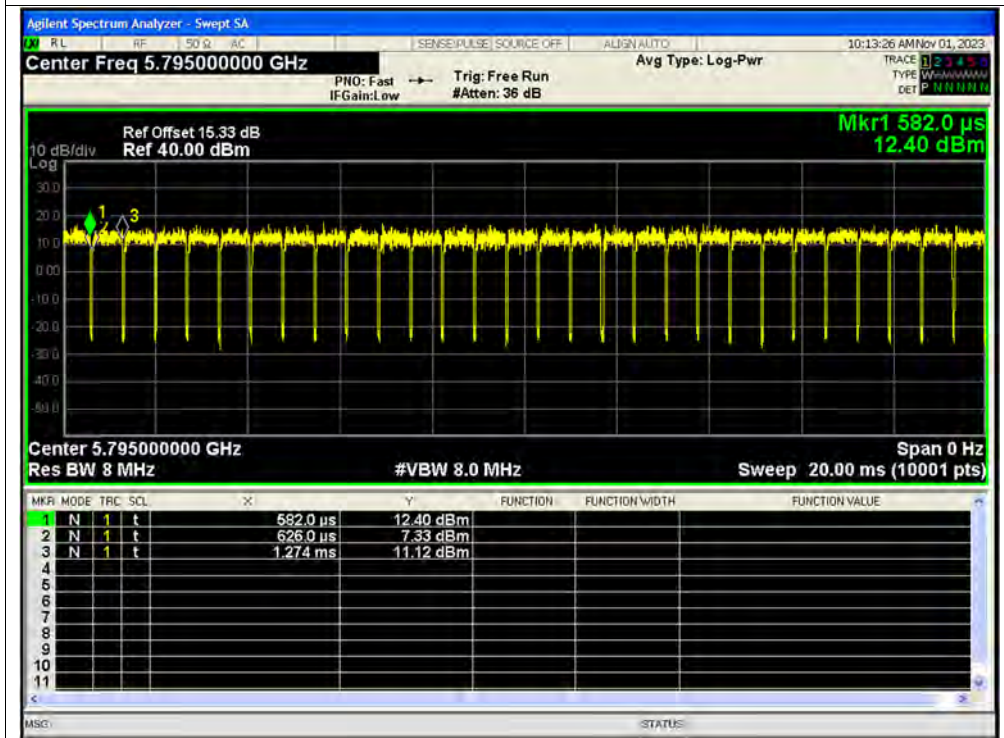 Agilent Spectrum Analyzer - Swept SA
RL RF 50 Ω AC SENSE:PULSE SOURCE OFF ALIGN AUTO 10:13:26 AM Nov 01, 2023
Center Freq 5.795000000 GHz
PNO: Fast
IFGain:Low
Trig: Free Run
#Atten: 36 dB
Avg Type: Log-Pwr
TRACE 1 2 3 4 5 6
TYPE W
DET P N N N N N
Mkr1 582.0 µs
12.40 dBm
Ref Offset 15.33 dB
10 dB/div Ref 40.00 dBm
Log
30.0
20.0
10.0
0.00
-10.0
-20.0
-30.0
-40.0
-50.0
1 2 3
Center 5.795000000 GHz Span 0 Hz
Res BW 8 MHz #VBW 8.0 MHz Sweep 20.00 ms (10001 pts)
MKR MODE TRC SCL X Y FUNCTION FUNCTION WIDTH FUNCTION VALUE
1 N 1 t 582.0 µs 12.40 dBm
2 N 1 t 626.0 µs 7.33 dBm
3 N 1 t 1.274 ms 11.12 dBm
4
5
6
7
8
9
10
11
MSG STATUS